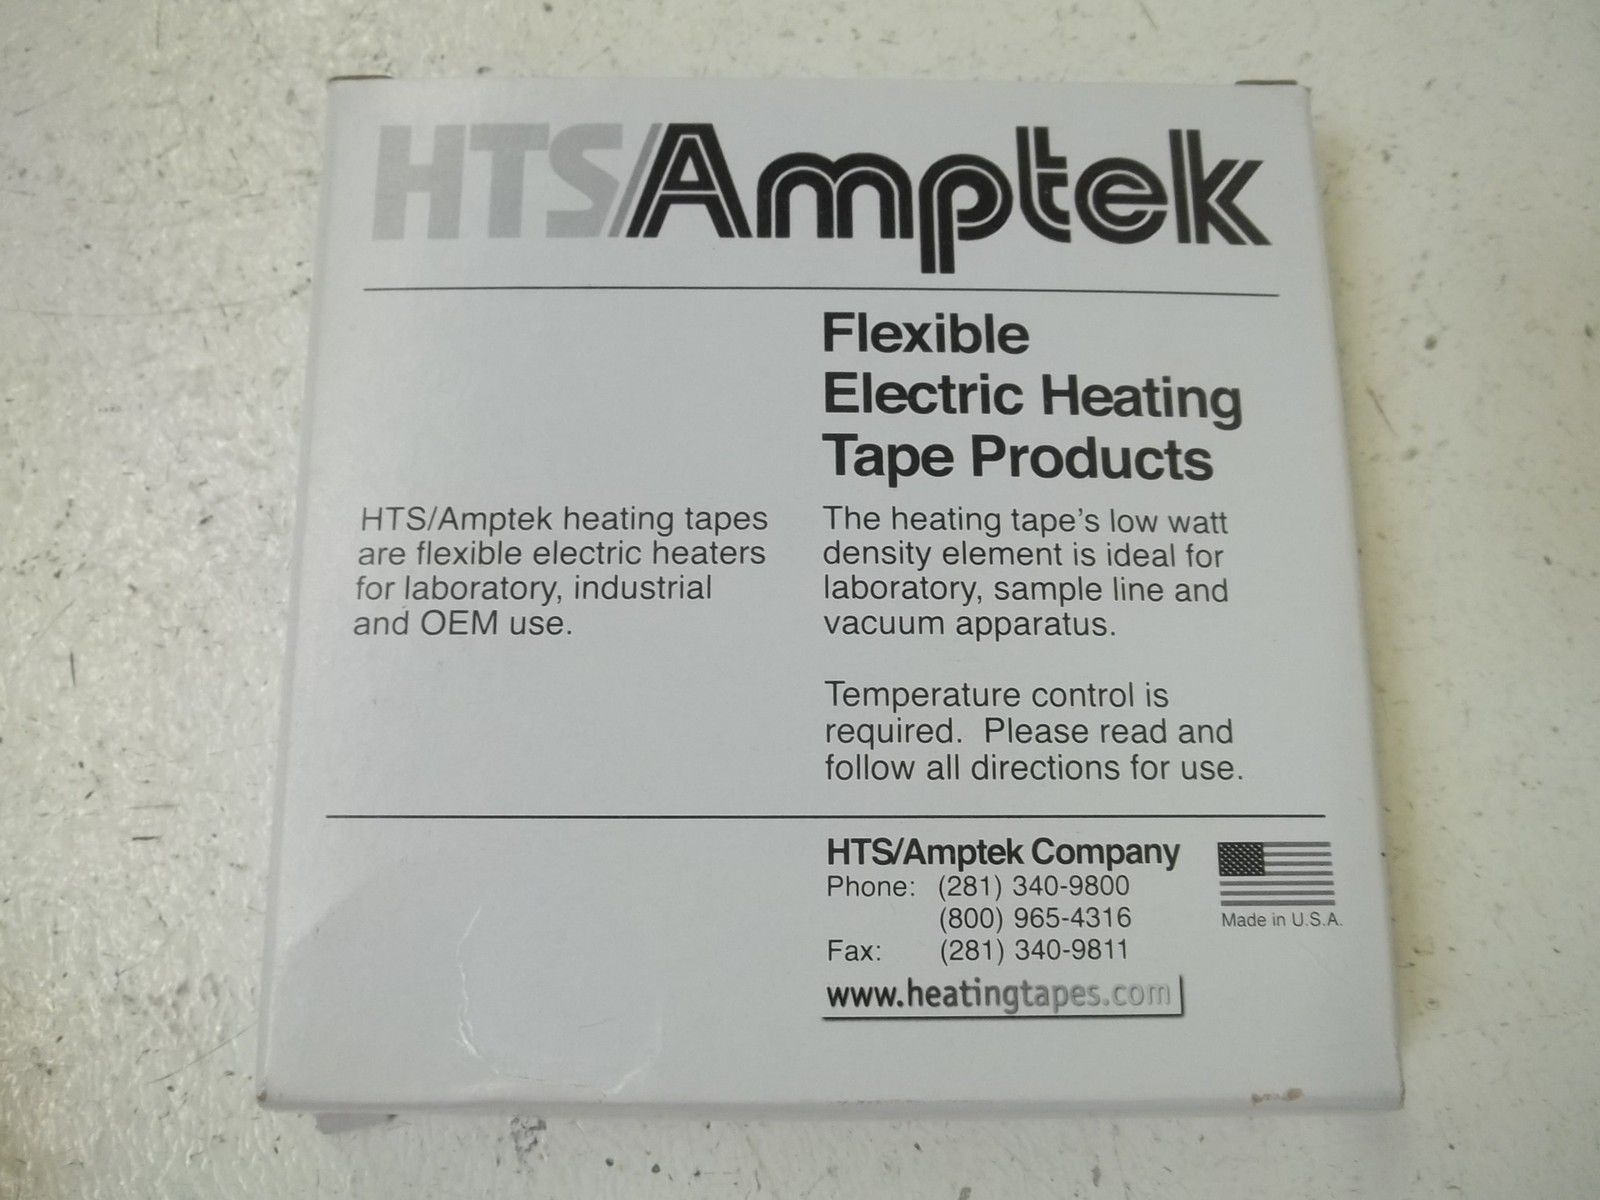 HTS/Amptek
Flexible
Electric Heating
Tape Products
HTS/Amptek heating tapes
are flexible electric heaters
for laboratory, industrial
and OEM use.
The heating tape's low watt
density element is ideal for
laboratory, sample line and
vacuum apparatus.
Temperature control is
required. Please read and
follow all directions for use.
HTS/Amptek Company
Phone: (281) 340-9800
(800) 965-4316
Fax: (281) 340-9811
www.heatingtapes.com
Made in U.S.A.